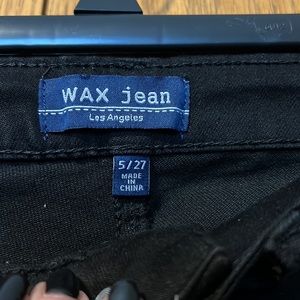 WAX jean
Los Angeles
5/27
MADE
IN
CHINA